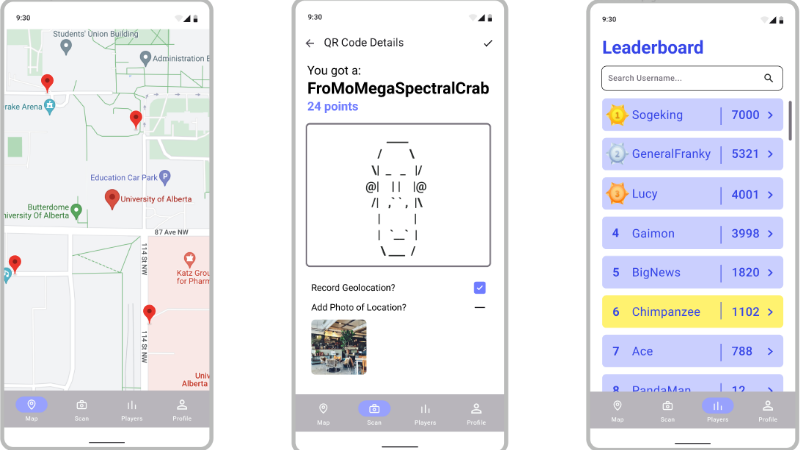 9:30
Students' Union Building
Administration B
rake Arena
Education Car Park
University of Alberta
Butterdome
niversity Of Alberta
87 Ave NW
114 St NW
Katz Grou
for Pharm
114 St NW
Univ
Albert
Map
Scan
Players
Profile
9:30
QR Code Details
You got a:
FroMoMegaSpectralCrab
24 points
Record Geolocation?
Add Photo of Location?
Map
Scan
Players
Profile
9:30
Leaderboard
Search Username...
1 Sogeking 7000
2 GeneralFranky 5321
3 Lucy 4001
4 Gaimon 3998
5 BigNews 1820
6 Chimpanzee 1102
7 Ace 788
8 PandaMan 12
Map
Scan
Players
Profile